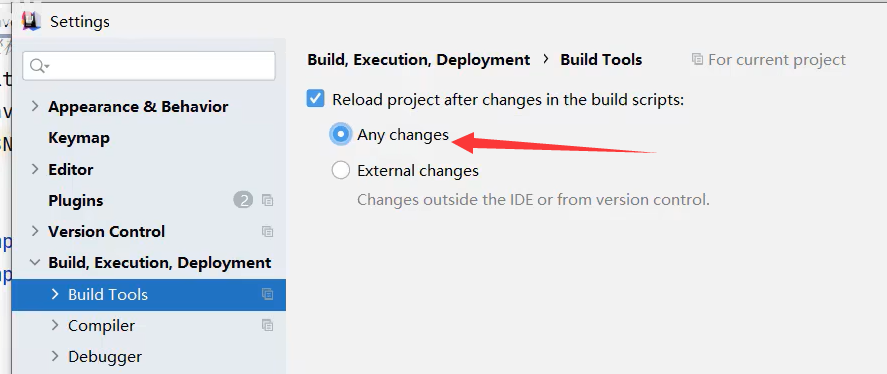 Settings
Build, Execution, Deployment › Build Tools For current project
Reload project after changes in the build scripts:
Any changes
External changes
Changes outside the IDE or from version control.
Appearance & Behavior
Keymap
Editor
Plugins 2
Version Control
Build, Execution, Deployment
Build Tools
Compiler
Debugger